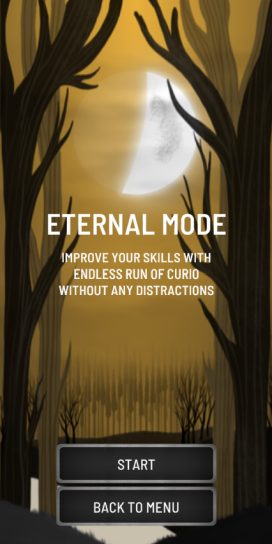 ETERNAL MODE
IMPROVE YOUR SKILLS WITH
ENDLESS RUN OF CURIO
WITHOUT ANY DISTRACTIONS
START
BACK TO MENU